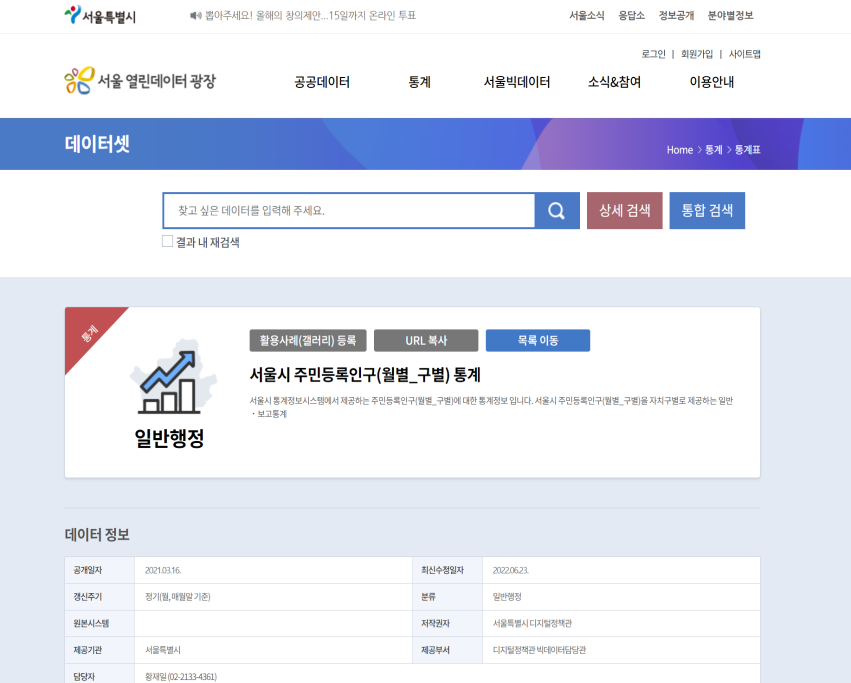 서울특별시
뽑아주세요! 올해의 창의제안...15일까지 온라인 투표
서울소식 응답소 정보공개 분야별정보
로그인 | 회원가입 | 사이트맵
서울 열린데이터 광장
공공데이터 통계 서울빅데이터 소식&참여 이용안내
데이터셋
Home > 통계 > 통계표
찾고 싶은 데이터를 입력해 주세요.
상세 검색
통합 검색
결과 내 재검색
통계
활용사례(갤러리) 등록 URL 복사 목록 이동
서울시 주민등록인구(월별_구별) 통계
서울시 통계정보시스템에서 제공하는 주민등록인구(월별_구별)에 대한 통계정보 입니다. 서울시 주민등록인구(월별_구별)을 자치구별로 제공하는 일반
・보고통계
일반행정
데이터 정보
공개일자 2021.03.16. 최신수정일자 2022.06.23.
갱신주기 정기(월, 매월말 기준) 분류 일반행정
원본시스템 저작권자 서울특별시 디지털정책관
제공기관 서울특별시 제공부서 디지털정책관 빅데이터담당관
담당자 황재일 (02-2133-4361)